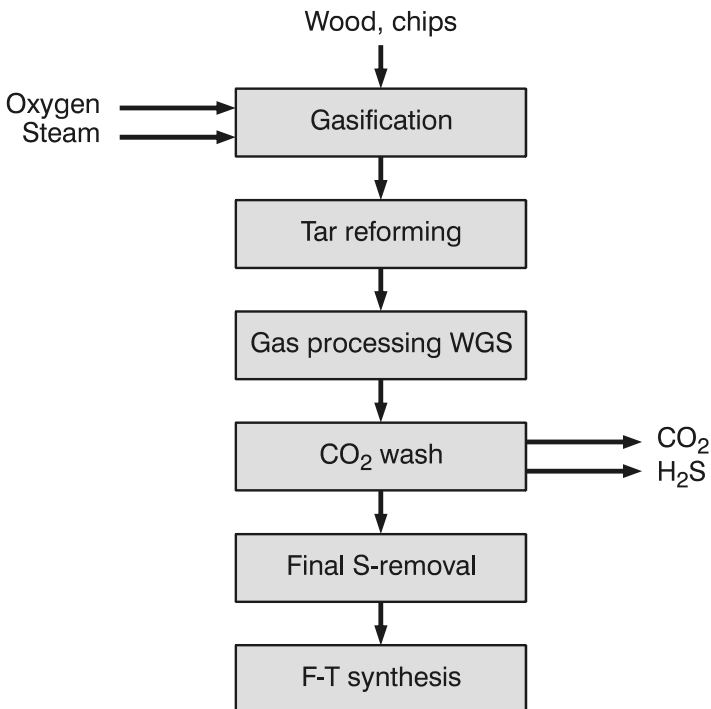 Wood, chips
Oxygen
Steam
Gasification
Tar reforming
Gas processing WGS
CO₂ wash
CO₂
H₂S
Final S-removal
F-T synthesis